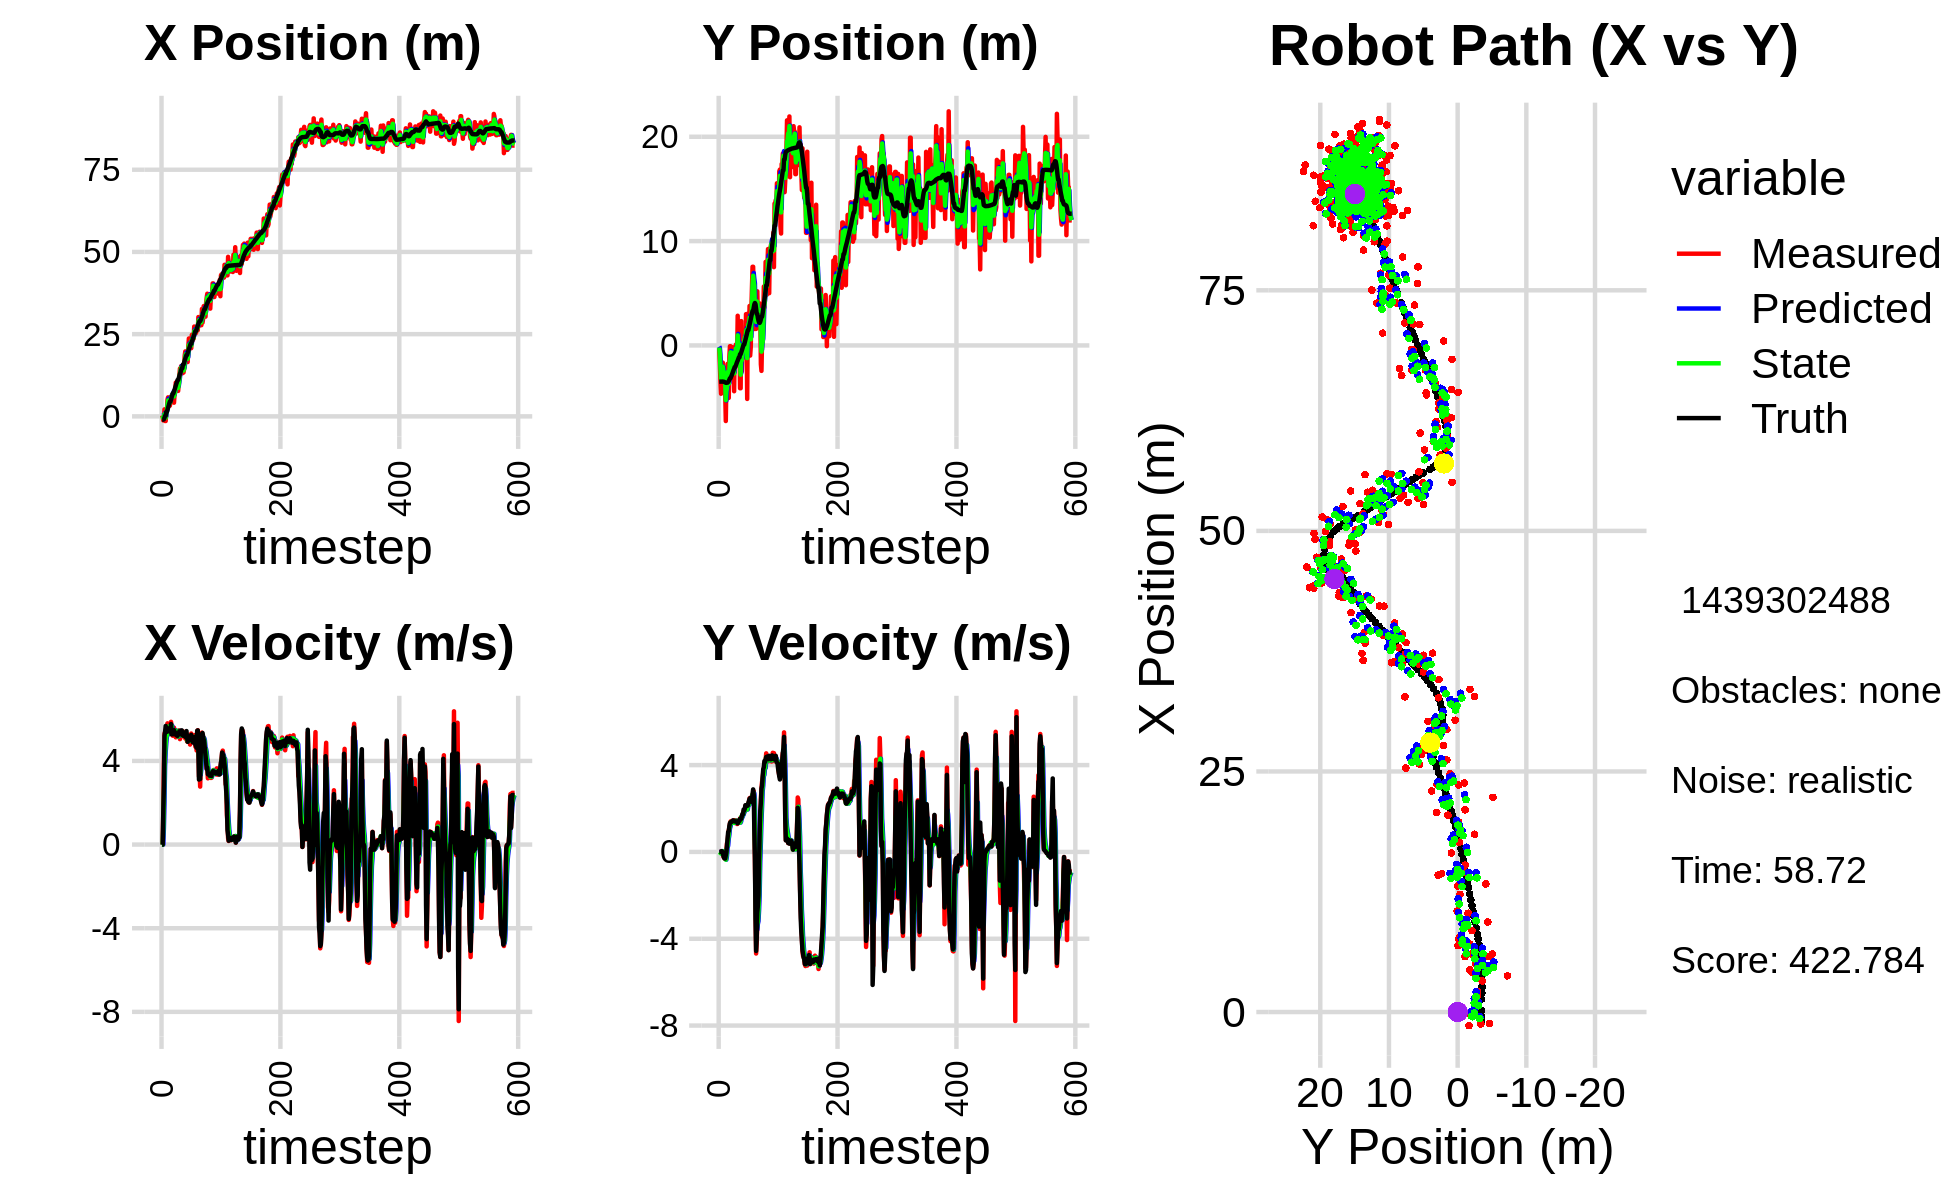 X Position (m)
75
50
25
0
0
200
400
600
timestep
Y Position (m)
20
10
0
0
200
400
600
timestep
X Velocity (m/s)
4
0
-4
-8
0
200
400
600
timestep
Y Velocity (m/s)
4
0
-4
-8
0
200
400
600
timestep
Robot Path (X vs Y)
X Position (m)
75
50
25
0
20 10 0 -10 -20
Y Position (m)
variable
Measured
Predicted
State
Truth
1439302488
Obstacles: none
Noise: realistic
Time: 58.72
Score: 422.784